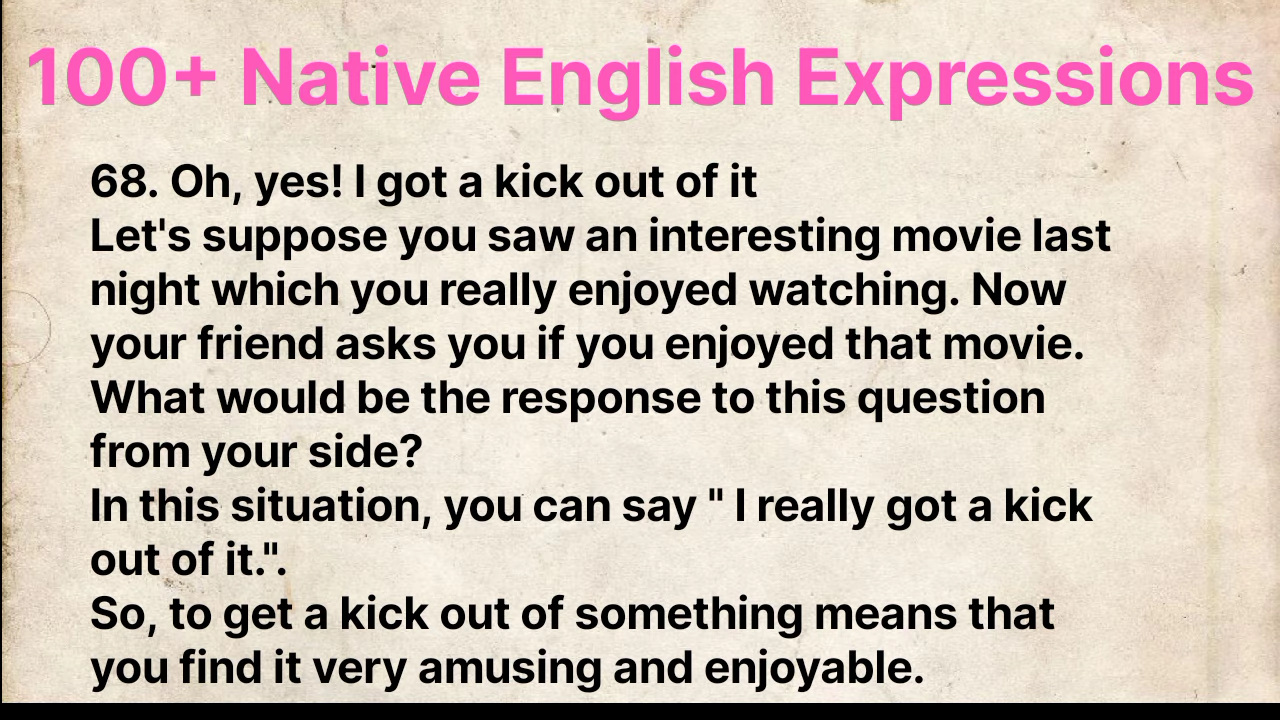 100+ Native English Expressions
68. Oh, yes! I got a kick out of it
Let's suppose you saw an interesting movie last
night which you really enjoyed watching. Now
your friend asks you if you enjoyed that movie.
What would be the response to this question
from your side?
In this situation, you can say " I really got a kick
out of it.".
So, to get a kick out of something means that
you find it very amusing and enjoyable.